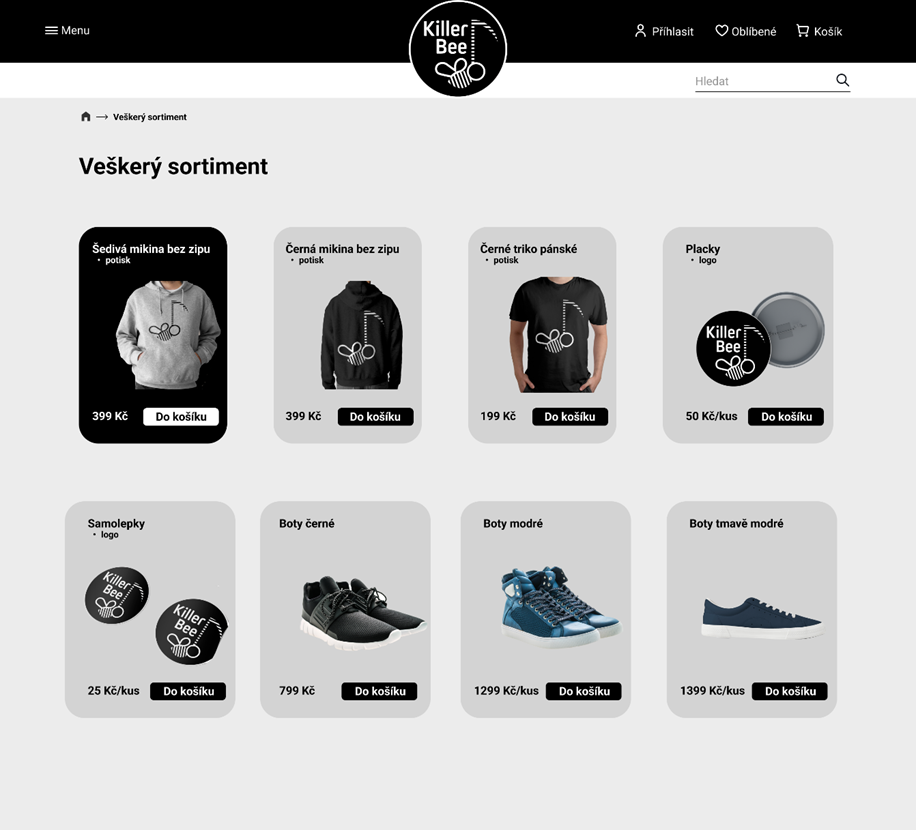 Menu
Killer
Bee
Příhlasit
Oblíbené
Košík
Hledat
Veškerý sortiment
Veškerý sortiment
Šedivá mikina bez zipu
• potisk
399 Kč
Do košíku
Černá mikina bez zipu
• potisk
399 Kč
Do košíku
Černé triko pánské
• potisk
199 Kč
Do košíku
Placky
• logo
Killer
Bee
50 Kč/kus
Do košíku
Samolepky
• logo
Killer
Bee
Killer
Bee
25 Kč/kus
Do košíku
Boty černé
799 Kč
Do košíku
Boty modré
1299 Kč/kus
Do košíku
Boty tmavě modré
1399 Kč/kus
Do košíku